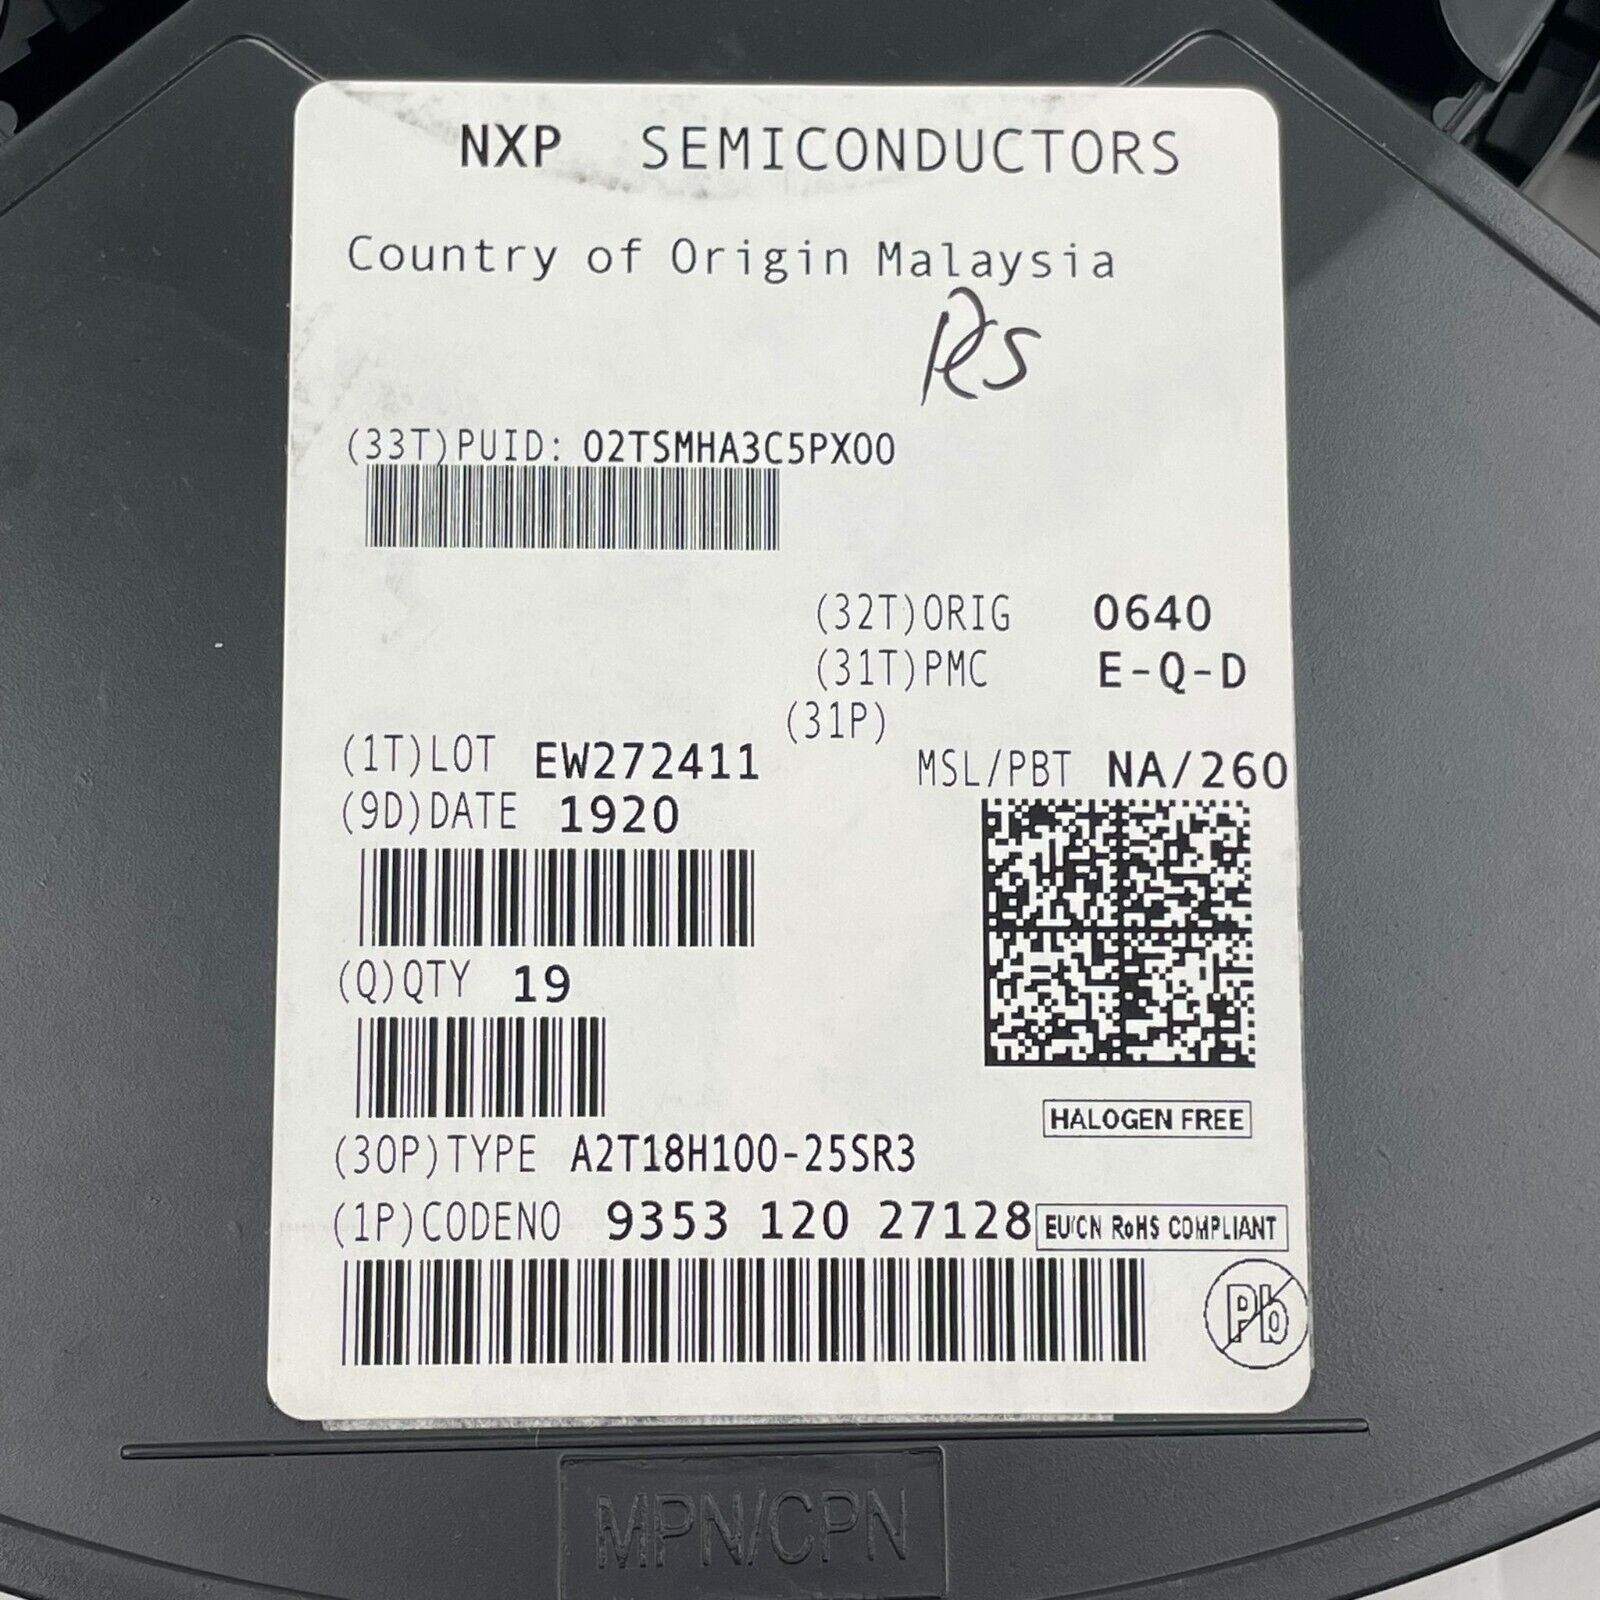 NXP SEMICONDUCTORS
Country of Origin Malaysia
RS
(33T)PUID: 02TSMHA3C5PX00
(32T)ORIG 0640
(31T)PMC E-Q-D
(31P)
(1T)LOT EW272411
MSL/PBT NA/260
(9D)DATE 1920
(Q)QTY 19
HALOGEN FREE
(30P)TYPE A2T18H100-25SR3
(1P)CODENO 9353 120 27128
EU/CN RoHS COMPLIANT
Pb
MPN/CPN